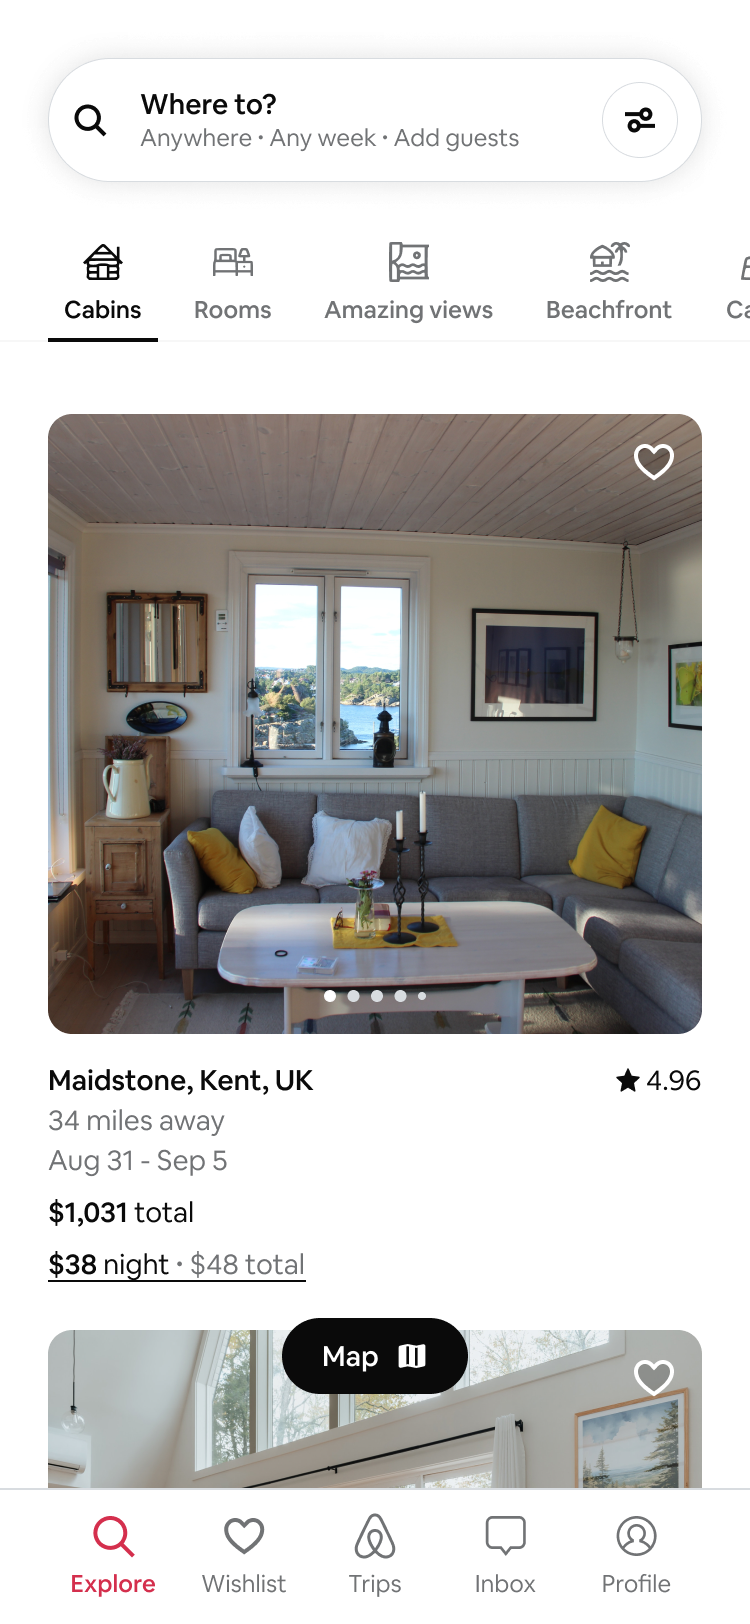 Where to?
Anywhere • Any week • Add guests
Cabins
Rooms
Amazing views
Beachfront
Ca
Maidstone, Kent, UK
4.96
34 miles away
Aug 31 - Sep 5
$1,031 total
$38 night • $48 total
Map
Explore
Wishlist
Trips
Inbox
Profile